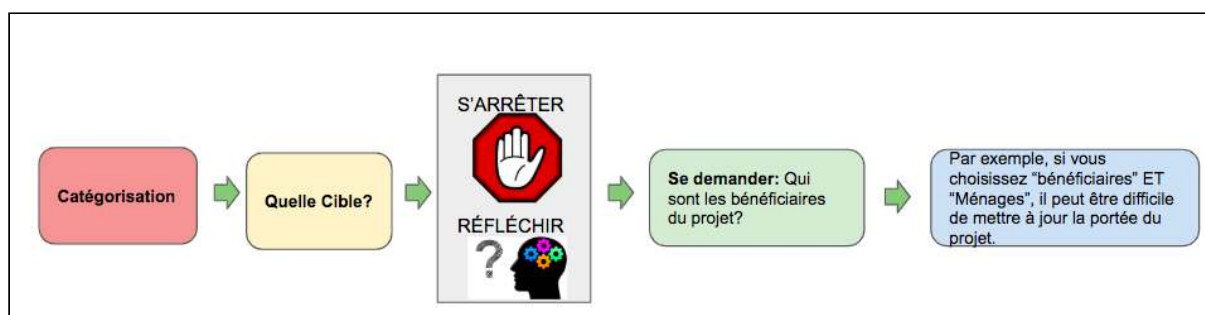 Catégorisation
Quelle Cible?
S'ARRÊTER
RÉFLÉCHIR
?
Se demander: Qui
sont les bénéficiaires
du projet?
Par exemple, si vous
choisissez “bénéficiaires” ET
"Ménages", il peut être difficile
de mettre à jour la portée du
projet.